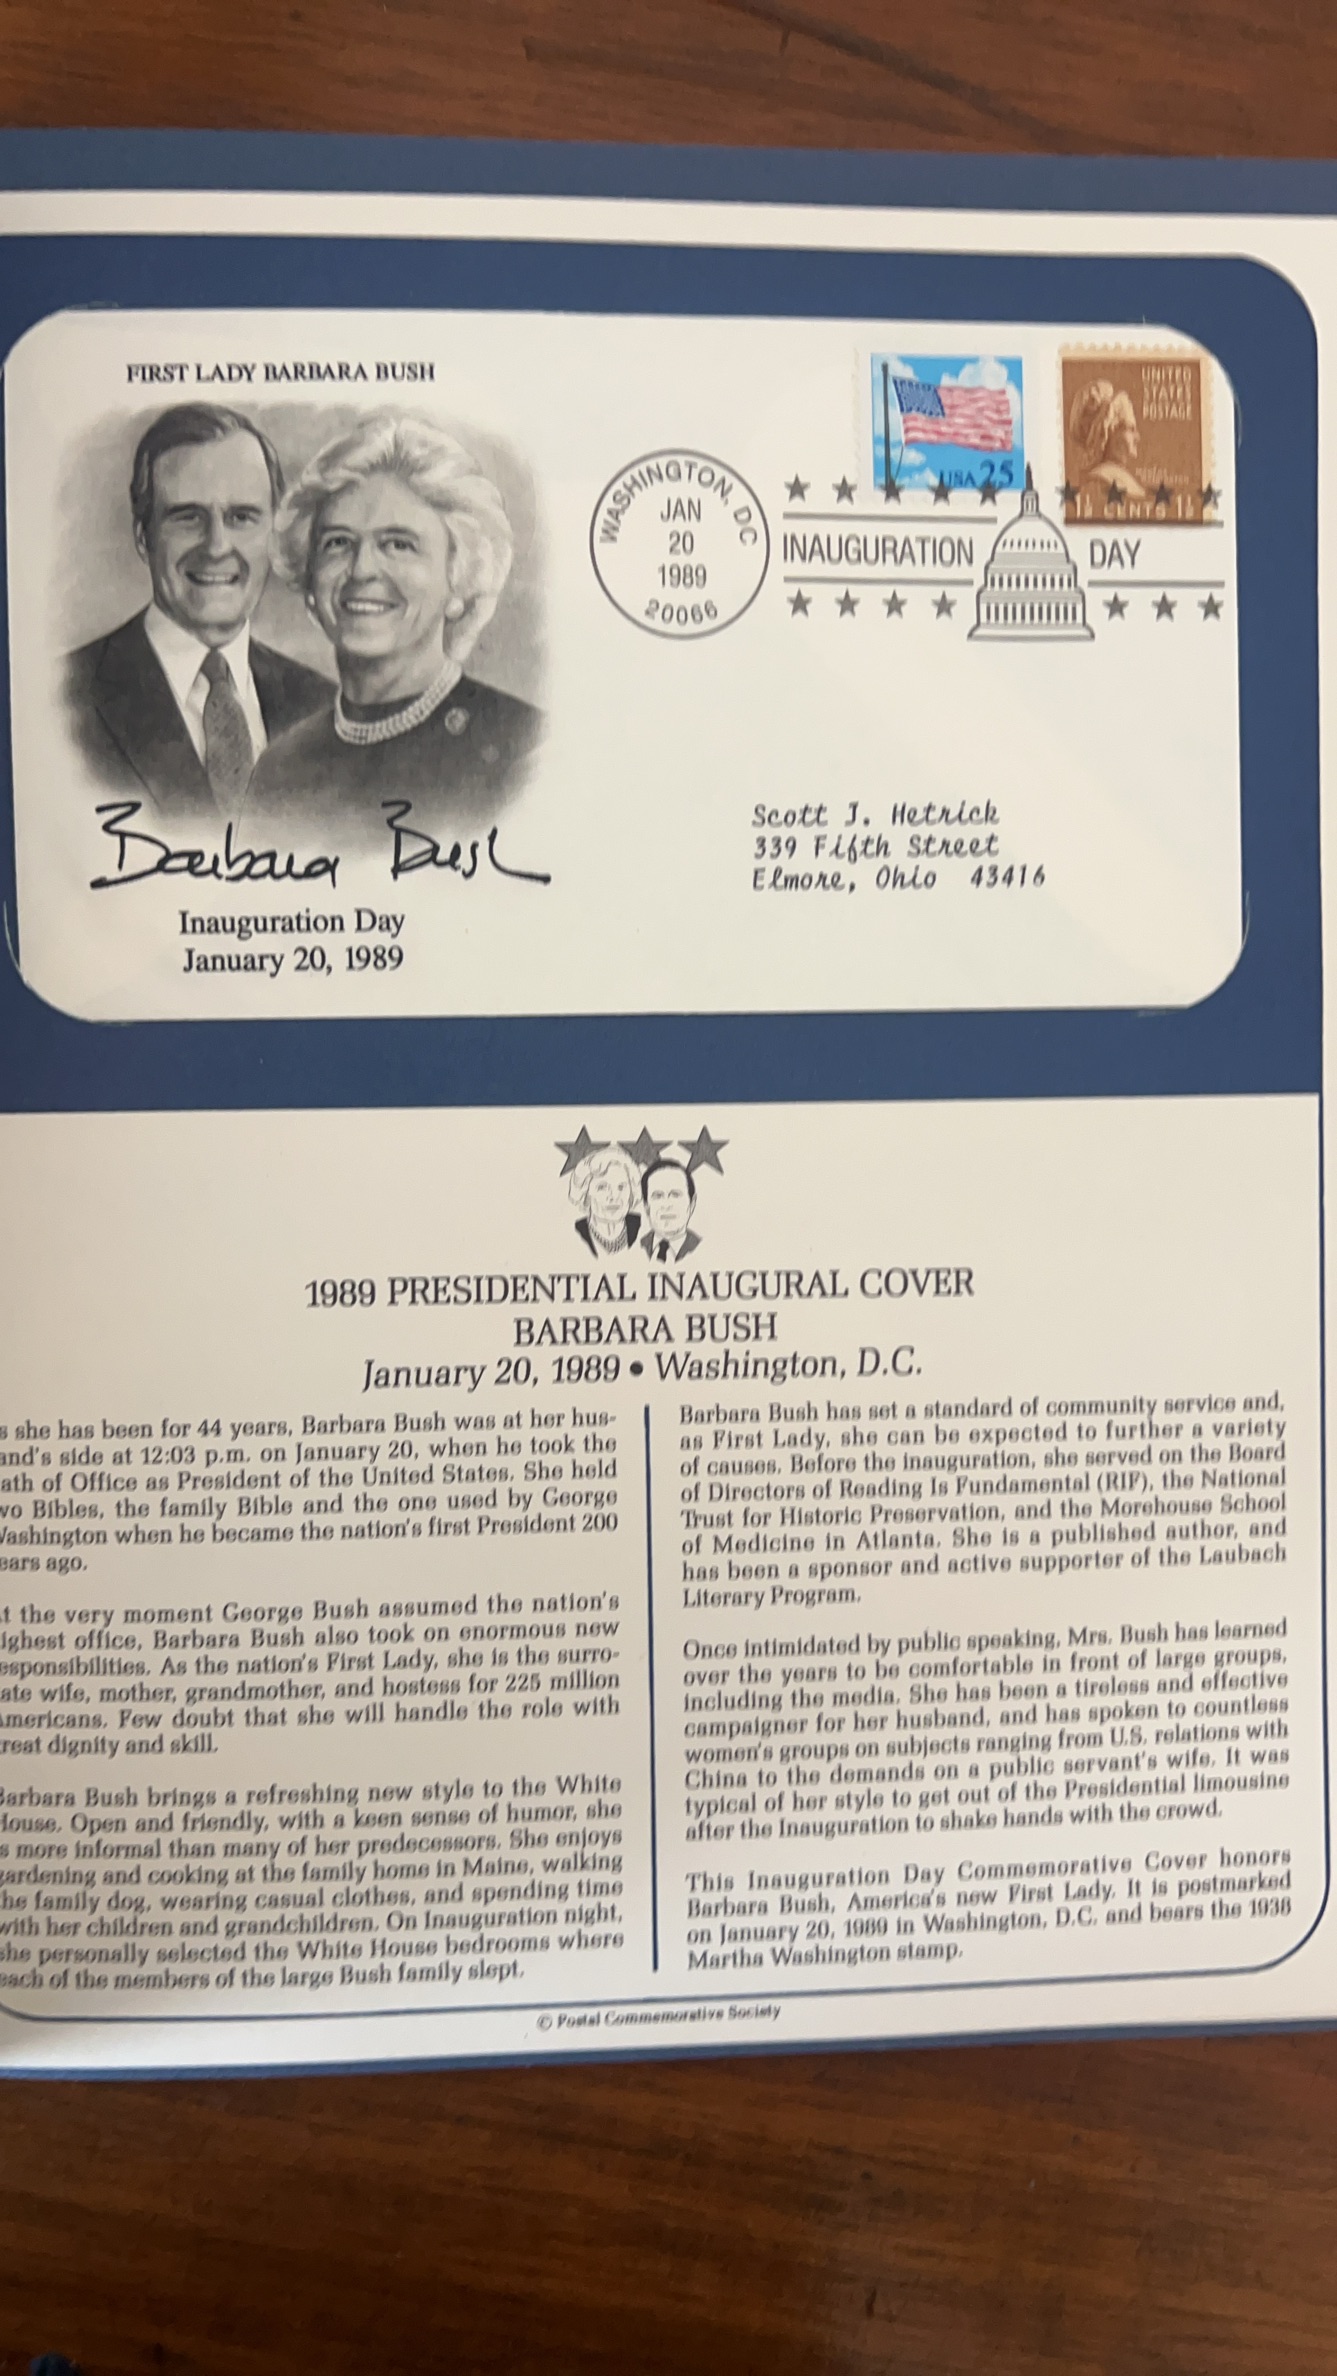 FIRST LADY BARBARA BUSH
USA 25
UNITED
STATES
POSTAGE
1½ CENTS 1½
WASHINGTON, DC
JAN
20
1989
20066
INAUGURATION DAY
Barbara Bush
Inauguration Day
January 20, 1989
Scott J. Hetrick
339 Fifth Street
Elmore, Ohio 43416
1989 PRESIDENTIAL INAUGURAL COVER
BARBARA BUSH
January 20, 1989 • Washington, D.C.
s she has been for 44 years, Barbara Bush was at her hus-
and's side at 12:03 p.m. on January 20, when he took the
ath of Office as President of the United States. She held
wo Bibles, the family Bible and the one used by George
Washington when he became the nation's first President 200
ears ago.
t the very moment George Bush assumed the nation's
ighest office, Barbara Bush also took on enormous new
esponsibilities. As the nation's First Lady, she is the surro-
ate wife, mother, grandmother, and hostess for 225 million
Americans. Few doubt that she will handle the role with
reat dignity and skill.
Barbara Bush brings a refreshing new style to the White
House. Open and friendly, with a keen sense of humor, she
s more informal than many of her predecessors. She enjoys
gardening and cooking at the family home in Maine, walking
he family dog, wearing casual clothes, and spending time
with her children and grandchildren. On Inauguration night,
she personally selected the White House bedrooms where
each of the members of the large Bush family slept.
Barbara Bush has set a standard of community service and,
as First Lady, she can be expected to further a variety
of causes. Before the inauguration, she served on the Board
of Directors of Reading Is Fundamental (RIF), the National
Trust for Historic Preservation, and the Morehouse School
of Medicine in Atlanta. She is a published author, and
has been a sponsor and active supporter of the Laubach
Literary Program.
Once intimidated by public speaking, Mrs. Bush has learned
over the years to be comfortable in front of large groups,
including the media. She has been a tireless and effective
campaigner for her husband, and has spoken to countless
women's groups on subjects ranging from U.S. relations with
China to the demands on a public servant's wife. It was
typical of her style to get out of the Presidential limousine
after the Inauguration to shake hands with the crowd.
This Inauguration Day Commemorative Cover honors
Barbara Bush, America's new First Lady. It is postmarked
on January 20, 1989 in Washington, D.C. and bears the 1938
Martha Washington stamp.
© Postal Commemorative Society